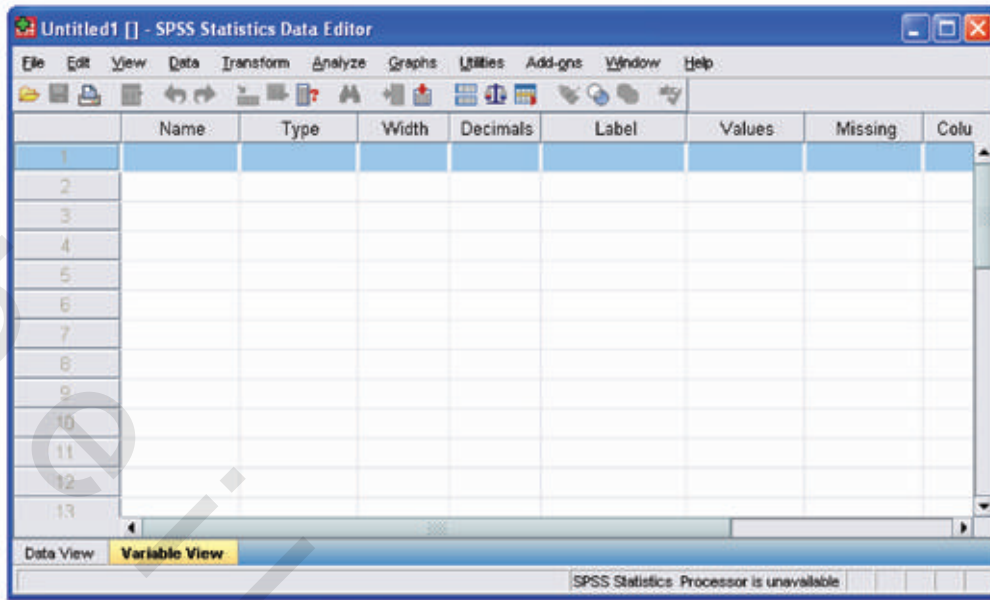 Untitled1 [] - SPSS Statistics Data Editor
File Edit View Data Transform Analyze Graphs Utilities Add-ons Window Help
Name Type Width Decimals Label Values Missing Colu
1
2
3
4
5
6
7
8
9
10
11
12
13
Data View Variable View
SPSS Statistics Processor is unavailable